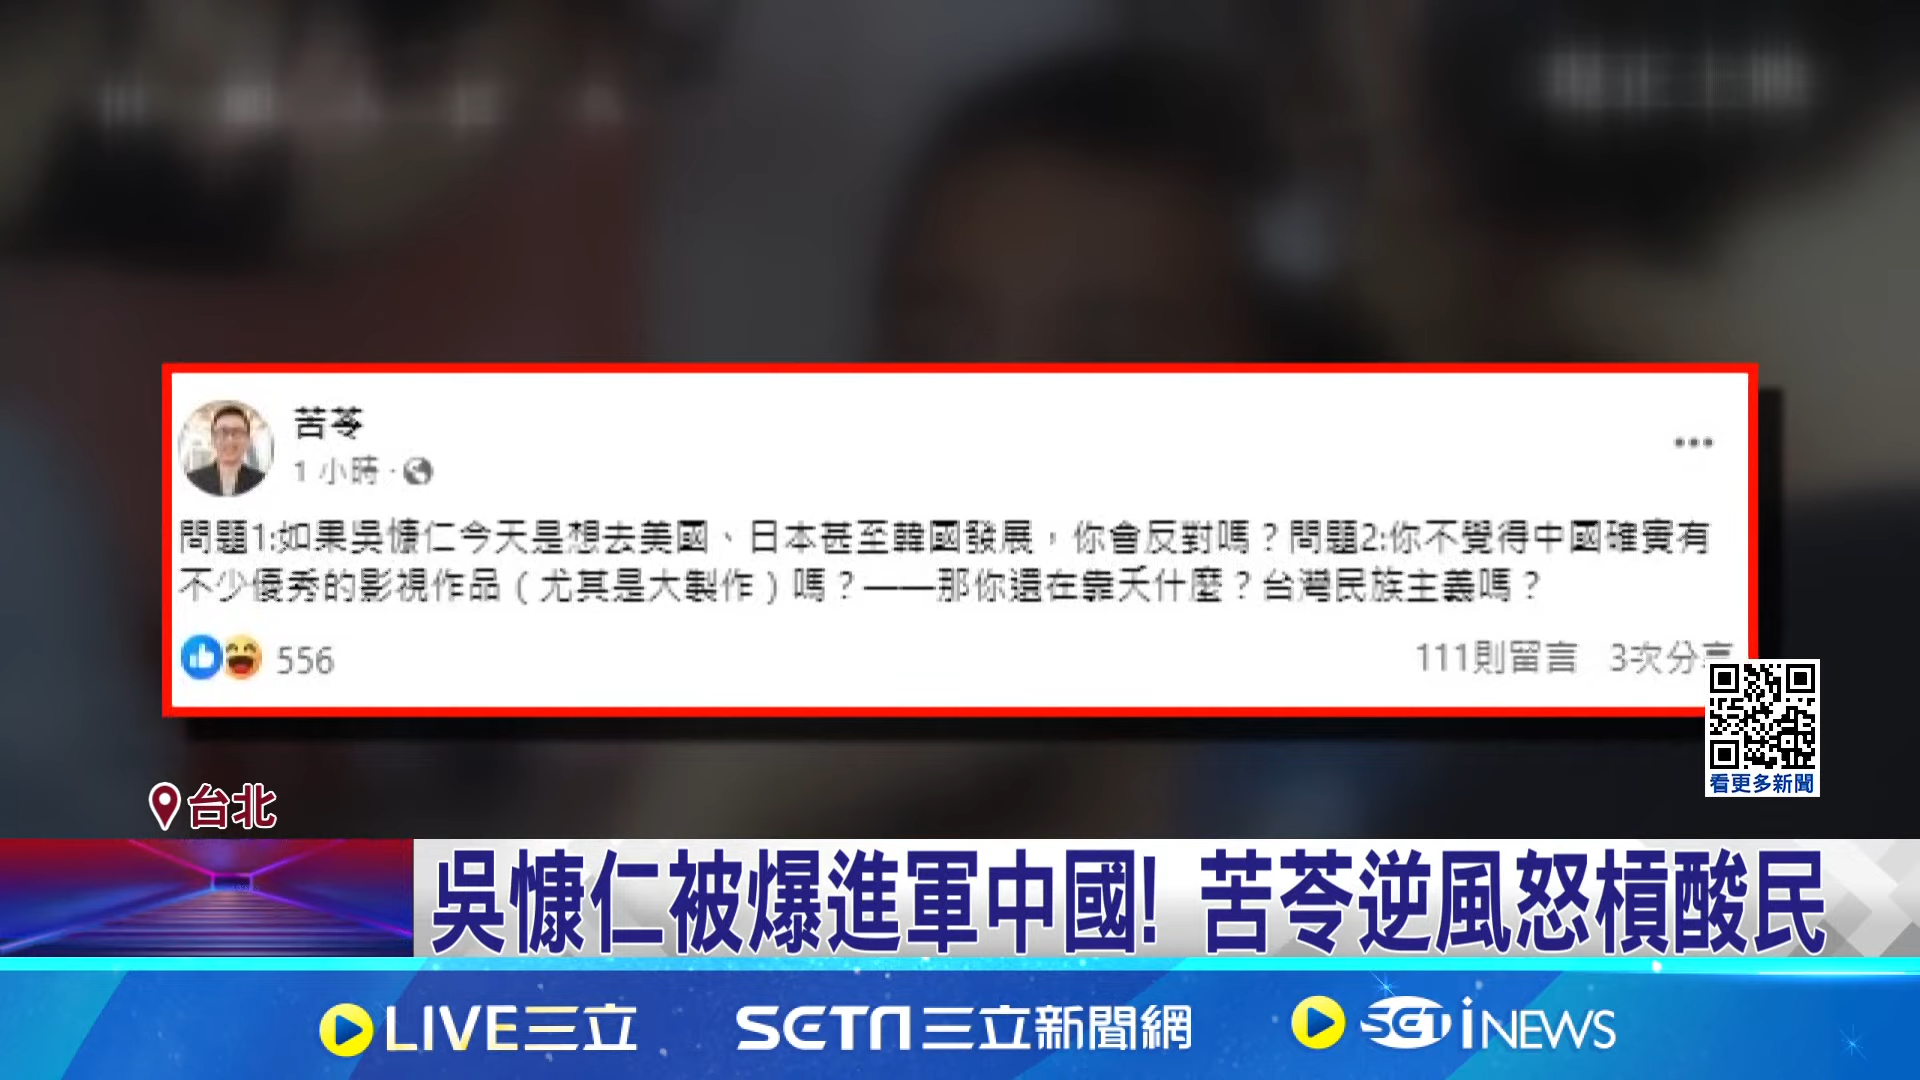 苦苓
1 小時 ·
問題1:如果吳慷仁今天是想去美國、日本甚至韓國發展，你會反對嗎？問題2:你不覺得中國確實有
不少優秀的影視作品（尤其是大製作）嗎？——那你還在靠夭什麼？台灣民族主義嗎？
556
111則留言 3次分享
看更多新聞
台北
吳慷仁被爆進軍中國! 苦苓逆風怒槓酸民
LIVE三立
SETN三立新聞網
SETiNEWS